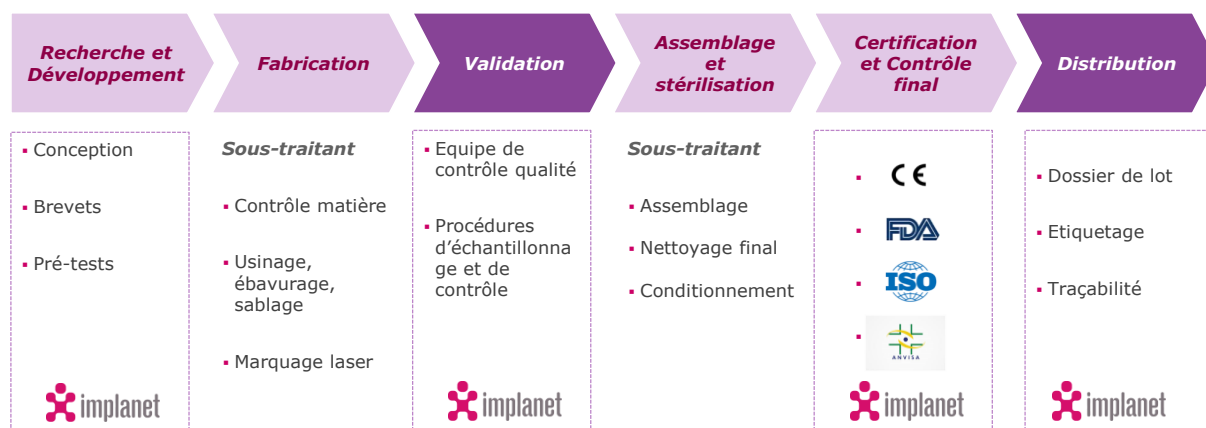 Recherche et
Développement
Fabrication
Validation
Assemblage
et
stérilisation
Certification
et Contrôle
final
Distribution
Conception
Brevets
Pré-tests
implanet
Sous-traitant
Contrôle matière
Usinage,
ébavurage,
sablage
Marquage laser
Equipe de
contrôle qualité
Procédures
d'échantillonna
ge et de
contrôle
implanet
Sous-traitant
Assemblage
Nettoyage final
Conditionnement
CE
FDA
ISO
ANVISA
implanet
Dossier de lot
Etiquetage
Traçabilité
implanet